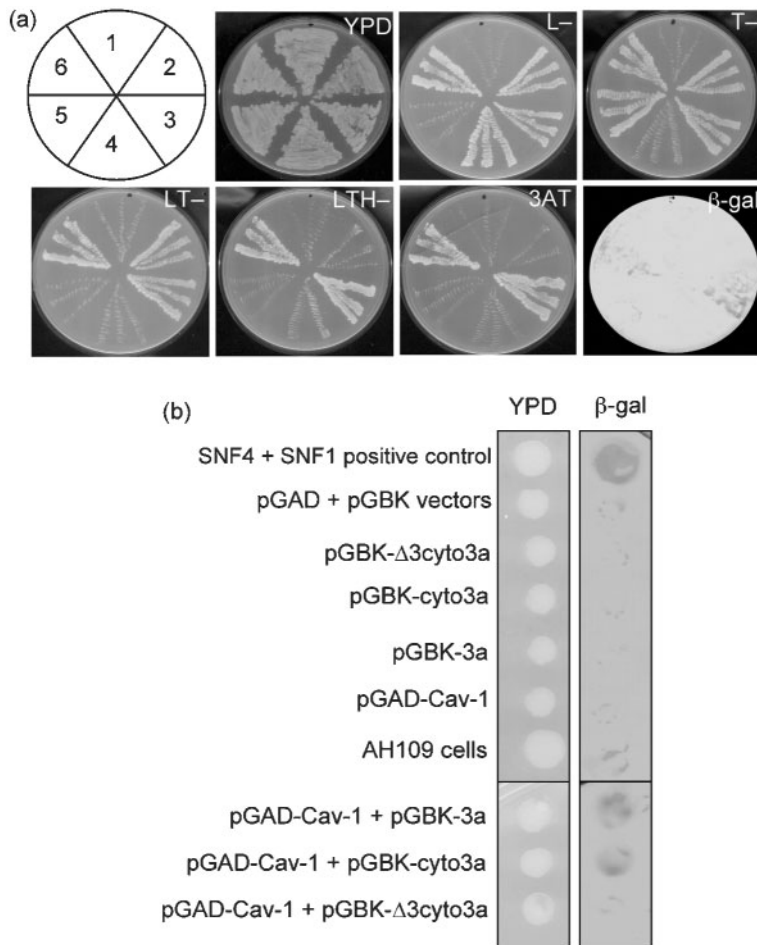 (a)
1
2
3
4
5
6
YPD
L–
T–
LT–
LTH–
3AT
β-gal
(b)
YPD
β-gal
SNF4 + SNF1 positive control
pGAD + pGBK vectors
pGBK-Δ3cyto3a
pGBK-cyto3a
pGBK-3a
pGAD-Cav-1
AH109 cells
pGAD-Cav-1 + pGBK-3a
pGAD-Cav-1 + pGBK-cyto3a
pGAD-Cav-1 + pGBK-Δ3cyto3a